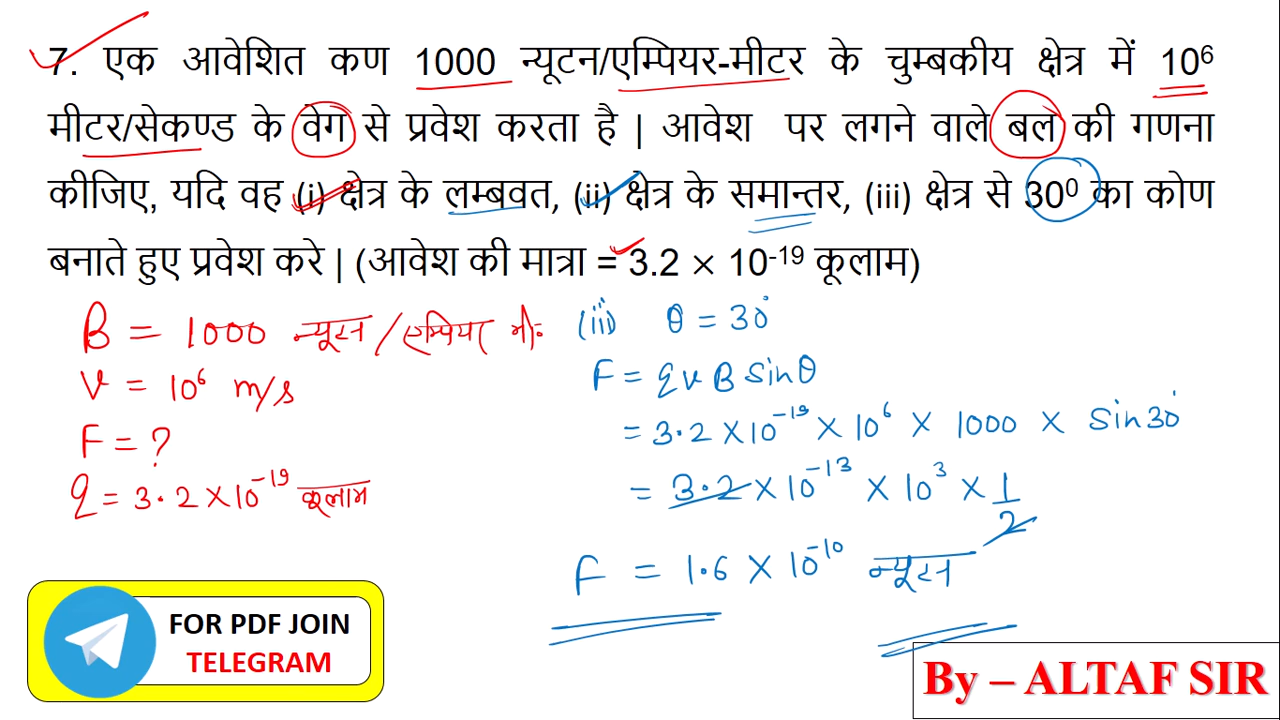 7. एक आवेशित कण 1000 न्यूटन/एम्पियर-मीटर के चुम्बकीय क्षेत्र में 10⁶
मीटर/सेकण्ड के वेग से प्रवेश करता है | आवेश पर लगने वाले बल की गणना
कीजिए, यदि वह (i) क्षेत्र के लम्बवत, (ii) क्षेत्र के समान्तर, (iii) क्षेत्र से 30⁰ का कोण
बनाते हुए प्रवेश करे | (आवेश की मात्रा = 3.2 × 10⁻¹⁹ कूलाम)
B = 1000 न्यूटन/एम्पियर मी०
v = 10⁶ m/s
F = ?
q = 3.2 × 10⁻¹⁹ कूलाम
(iii) θ = 30°
F = qvB sinθ
= 3.2 × 10⁻¹⁹ × 10⁶ × 1000 × sin 30°
= 3.2 × 10⁻¹³ × 10³ × 1/2
F = 1.6 × 10⁻¹⁰ न्यूटन
FOR PDF JOIN
TELEGRAM
By – ALTAF SIR